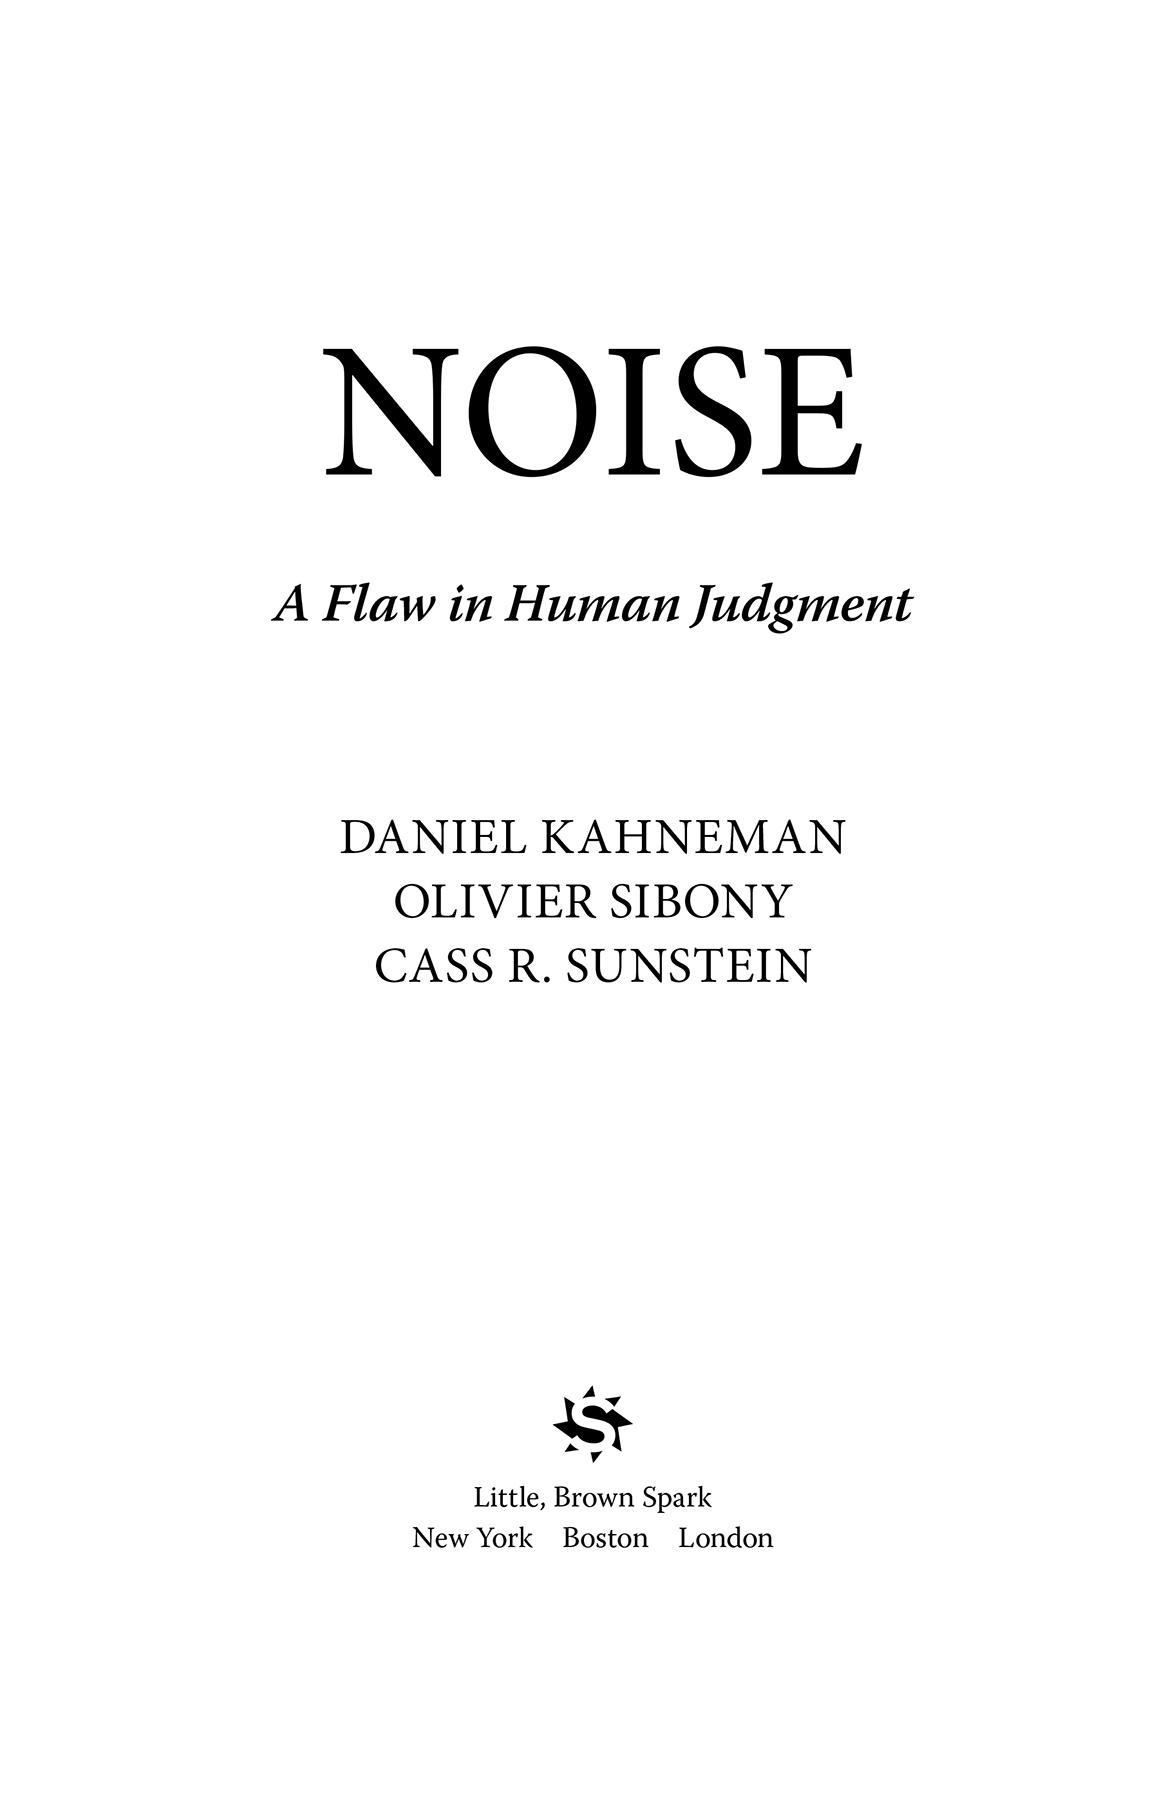 NOISE
A Flaw in Human Judgment
DANIEL KAHNEMAN
OLIVIER SIBONY
CASS R. SUNSTEIN
S
Little, Brown Spark
New York Boston London